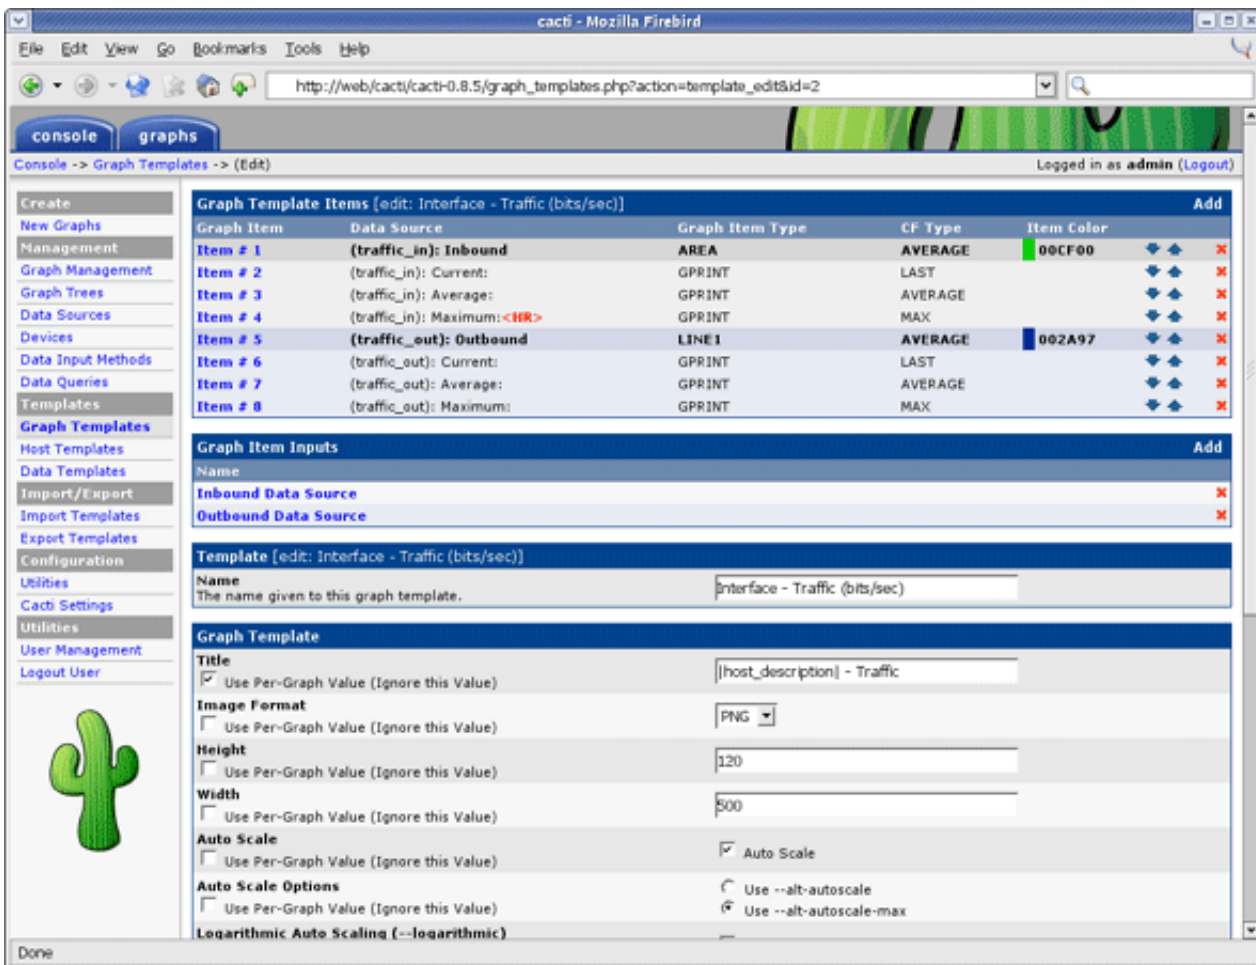 cacti - Mozilla Firebird
File Edit View Go Bookmarks Tools Help
http://web/cacti/cacti-0.8.5/graph_templates.php?action=template_edit&id=2
console graphs
Console -> Graph Templates -> (Edit) Logged in as admin (Logout)
Create
New Graphs
Management
Graph Management
Graph Trees
Data Sources
Devices
Data Input Methods
Data Queries
Templates
Graph Templates
Host Templates
Data Templates
Import/Export
Import Templates
Export Templates
Configuration
Utilities
Cacti Settings
Utilities
User Management
Logout User
Graph Template Items [edit: Interface - Traffic (bits/sec)] Add
Graph Item Data Source Graph Item Type CF Type Item Color
Item # 1 (traffic_in): Inbound AREA AVERAGE 00CF00
Item # 2 (traffic_in): Current: GPRINT LAST
Item # 3 (traffic_in): Average: GPRINT AVERAGE
Item # 4 (traffic_in): Maximum:<HR> GPRINT MAX
Item # 5 (traffic_out): Outbound LINE1 AVERAGE 002A97
Item # 6 (traffic_out): Current: GPRINT LAST
Item # 7 (traffic_out): Average: GPRINT AVERAGE
Item # 8 (traffic_out): Maximum: GPRINT MAX
Graph Item Inputs Add
Name
Inbound Data Source
Outbound Data Source
Template [edit: Interface - Traffic (bits/sec)]
Name
The name given to this graph template.
Interface - Traffic (bits/sec)
Graph Template
Title
Use Per-Graph Value (Ignore this Value)
|host_description| - Traffic
Image Format
Use Per-Graph Value (Ignore this Value)
PNG
Height
Use Per-Graph Value (Ignore this Value)
120
Width
Use Per-Graph Value (Ignore this Value)
500
Auto Scale
Use Per-Graph Value (Ignore this Value)
Auto Scale
Auto Scale Options
Use Per-Graph Value (Ignore this Value)
Use --alt-autoscale
Use --alt-autoscale-max
Logarithmic Auto Scaling (--logarithmic)
Done